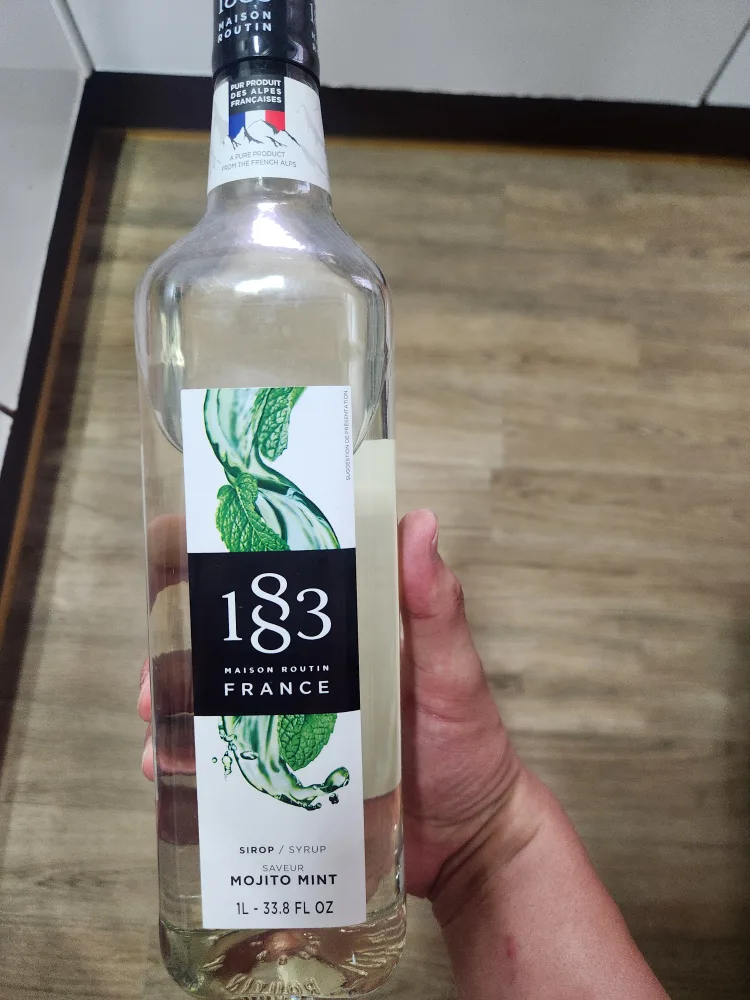 1883
MAISON
ROUTIN
PUR PRODUIT
DES ALPES
FRANÇAISES
A PURE PRODUCT
FROM THE FRENCH ALPS
SUGGESTION DE PRÉSENTATION
1883
MAISON ROUTIN
FRANCE
SIROP / SYRUP
SAVEUR
MOJITO MINT
1L - 33.8 FL OZ